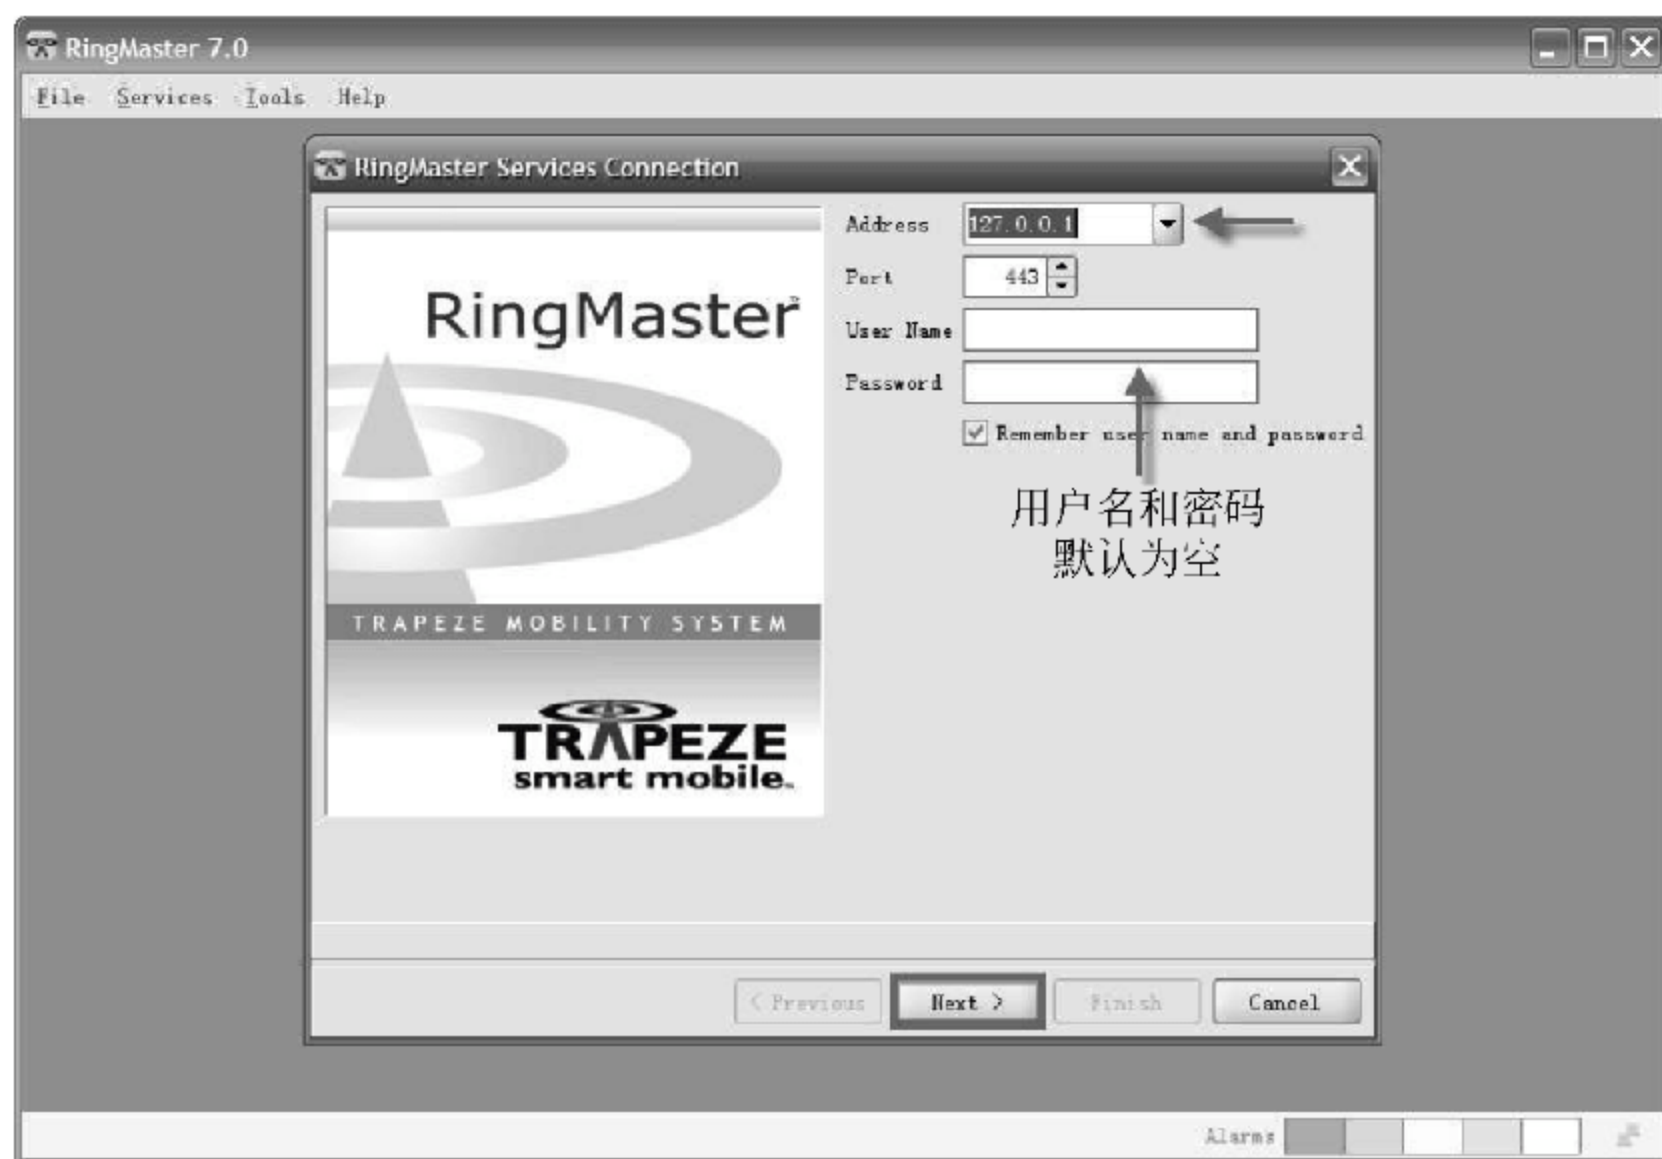 RingMaster 7.0
File Services Tools Help
RingMaster Services Connection
Address 127.0.0.1
Port 443
User Name
Password
Remember user name and password
用户名和密码
默认为空
RingMaster
TRAPEZE MOBILITY SYSTEM
TRAPEZE
smart mobile
< Previous Next > Finish Cancel
Alarms